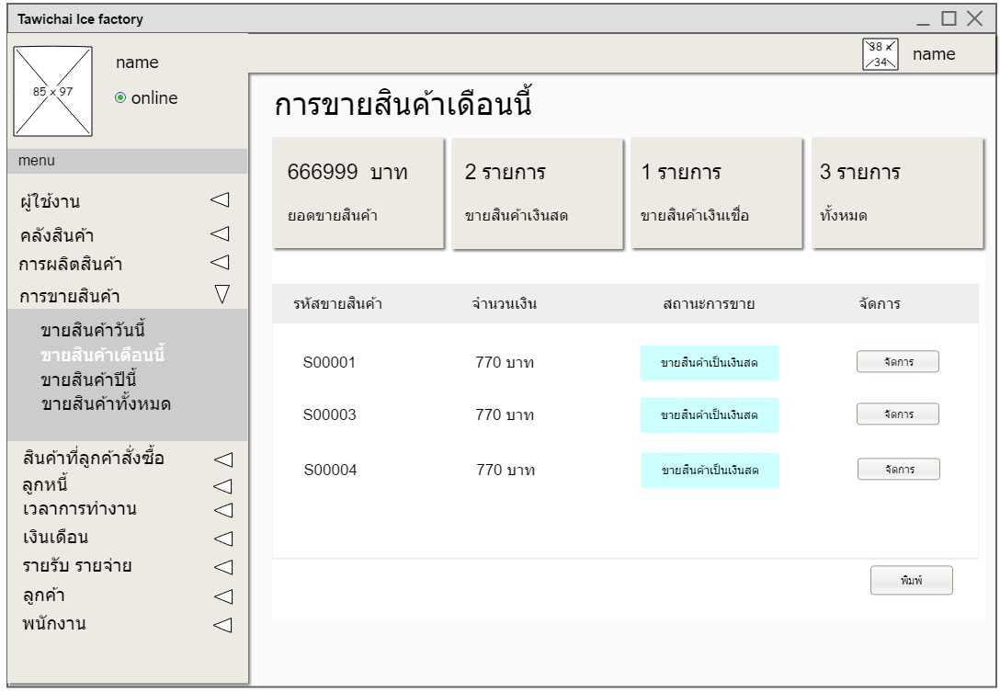 Tawichai Ice factory
85 x 97
name
online
38 x
34
name
menu
ผู้ใช้งาน
คลังสินค้า
การผลิตสินค้า
การขายสินค้า
ขายสินค้าวันนี้
ขายสินค้าเดือนนี้
ขายสินค้าปีนี้
ขายสินค้าทั้งหมด
สินค้าที่ลูกค้าสั่งซื้อ
ลูกหนี้
เวลาการทำงาน
เงินเดือน
รายรับ รายจ่าย
ลูกค้า
พนักงาน
การขายสินค้าเดือนนี้
666999 บาท
ยอดขายสินค้า
2 รายการ
ขายสินค้าเงินสด
1 รายการ
ขายสินค้าเงินเชื่อ
3 รายการ
ทั้งหมด
รหัสขายสินค้า จำนวนเงิน สถานะการขาย จัดการ
S00001 770 บาท ขายสินค้าเป็นเงินสด จัดการ
S00003 770 บาท ขายสินค้าเป็นเงินสด จัดการ
S00004 770 บาท ขายสินค้าเป็นเงินสด จัดการ
พิมพ์